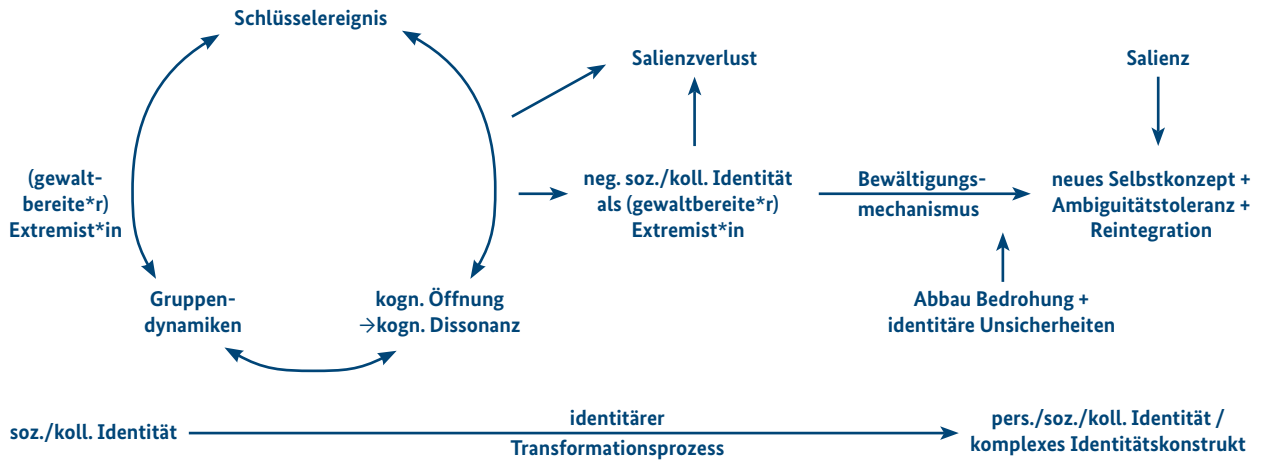 Schlüsselereignis
Salienzverlust
Salienz
(gewalt-
bereite*r)
Extremist*in
neg. soz./koll. Identität
als (gewaltbereite*r)
Extremist*in
Bewältigungs-
mechanismus
neues Selbstkonzept +
Ambiguitätstoleranz +
Reintegration
Gruppen-
dynamiken
kogn. Öffnung
→kogn. Dissonanz
Abbau Bedrohung +
identitäre Unsicherheiten
soz./koll. Identität
identitärer
Transformationsprozess
pers./soz./koll. Identität /
komplexes Identitätskonstrukt